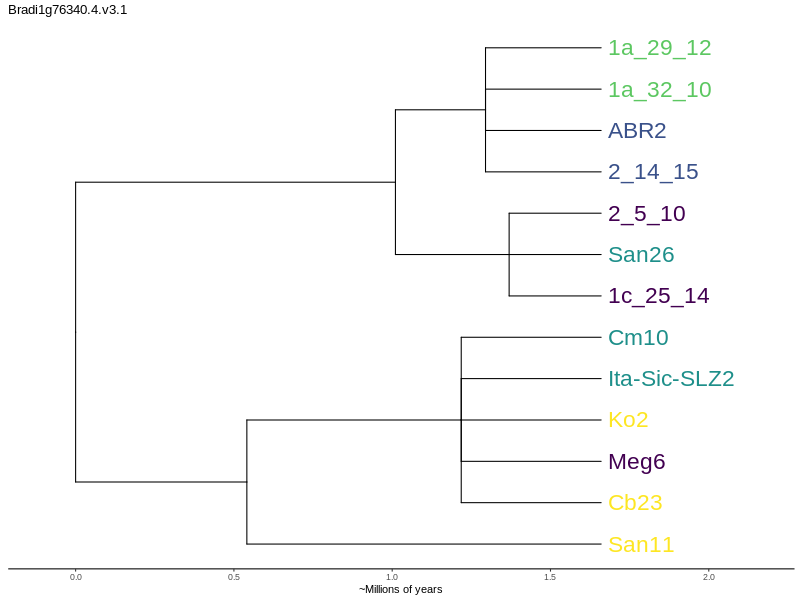 Bradi1g76340.4.v3.1
1a_29_12
1a_32_10
ABR2
2_14_15
2_5_10
San26
1c_25_14
Cm10
Ita-Sic-SLZ2
Ko2
Meg6
Cb23
San11
0.0 0.5 1.0 1.5 2.0
~Millions of years